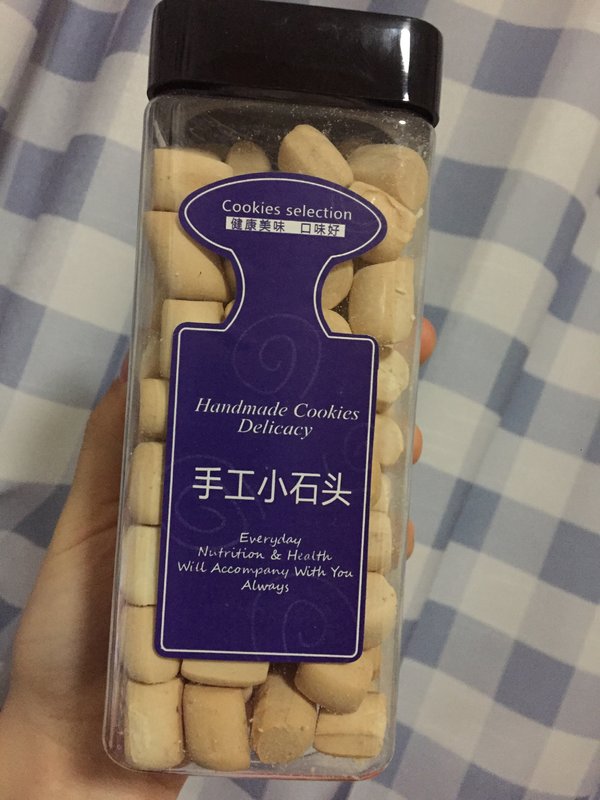 Cookies selection
健康美味 口味好
Handmade Cookies
Delicacy
手工小石头
Everyday
Nutrition & Health
Will Accompany With You
Always